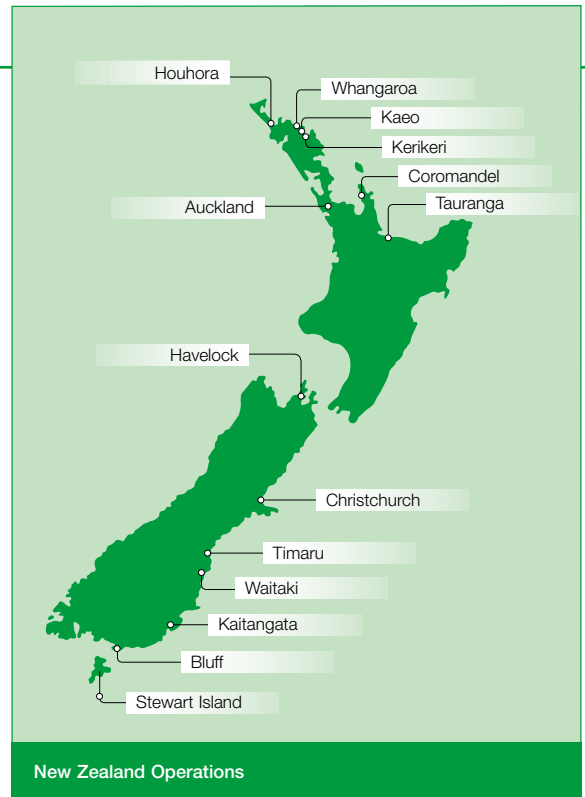 Houhora
Whangaroa
Kaeo
Kerikeri
Coromandel
Auckland
Tauranga
Havelock
Christchurch
Timaru
Waitaki
Kaitangata
Bluff
Stewart Island
New Zealand Operations